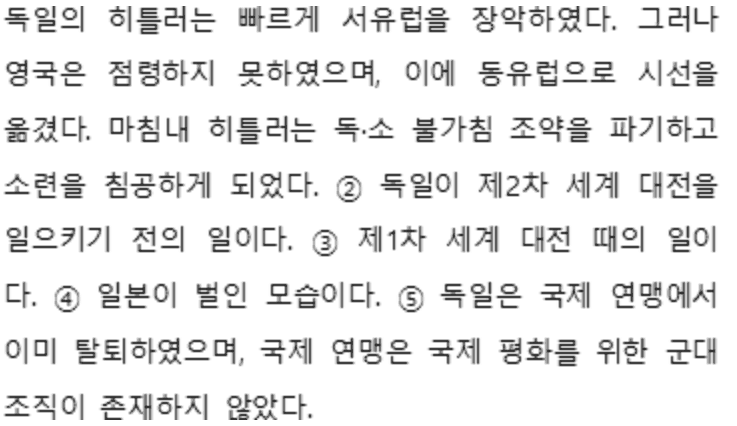 독일의 히틀러는 빠르게 서유럽을 장악하였다. 그러나
영국은 점령하지 못하였으며, 이에 동유럽으로 시선을
옮겼다. 마침내 히틀러는 독·소 불가침 조약을 파기하고
소련을 침공하게 되었다. ② 독일이 제2차 세계 대전을
일으키기 전의 일이다. ③ 제1차 세계 대전 때의 일이
다. ④ 일본이 벌인 모습이다. ⑤ 독일은 국제 연맹에서
이미 탈퇴하였으며, 국제 연맹은 국제 평화를 위한 군대
조직이 존재하지 않았다.